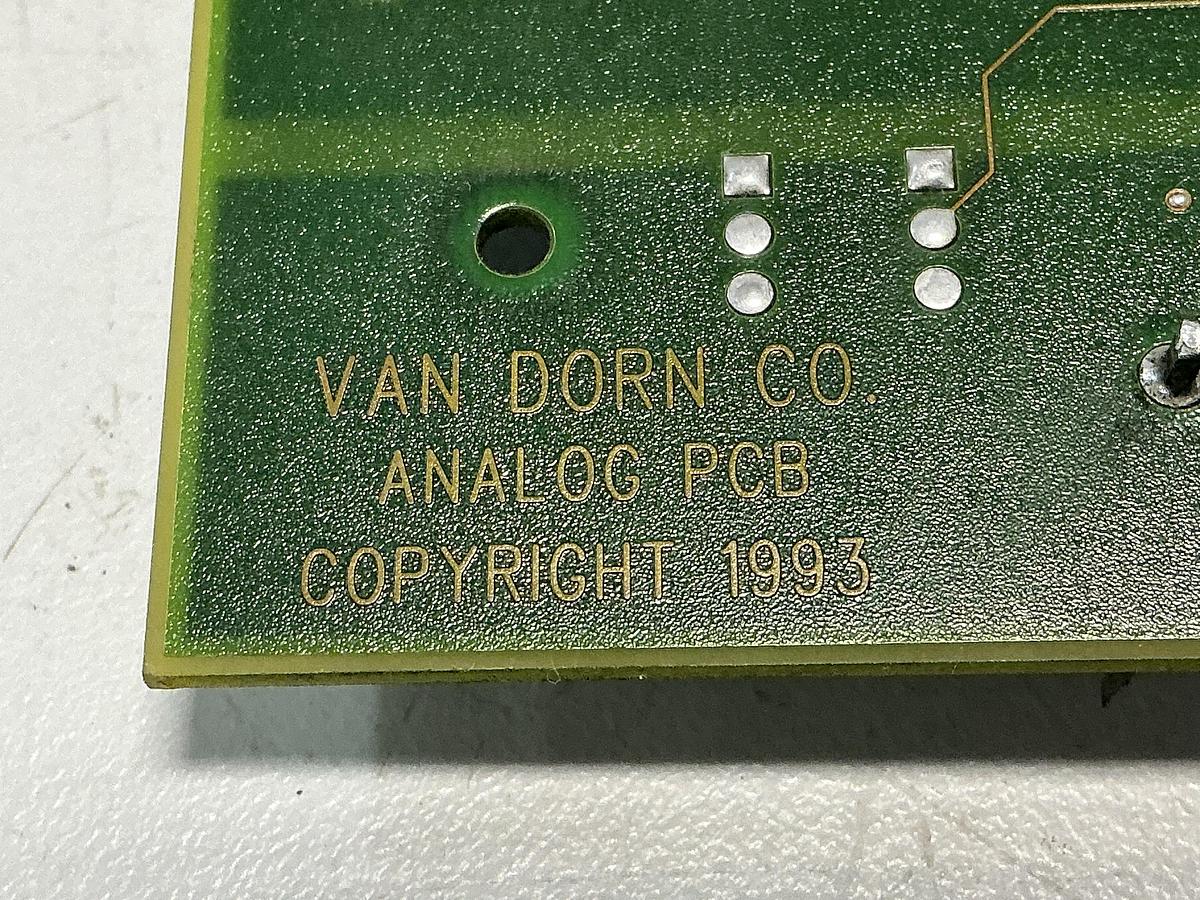 VAN DORN CO.
ANALOG PCB
COPYRIGHT 1993